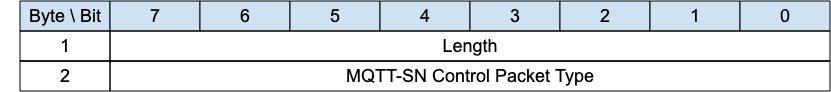 Byte \ Bit 7 6 5 4 3 2 1 0
1 Length
2 MQTT-SN Control Packet Type